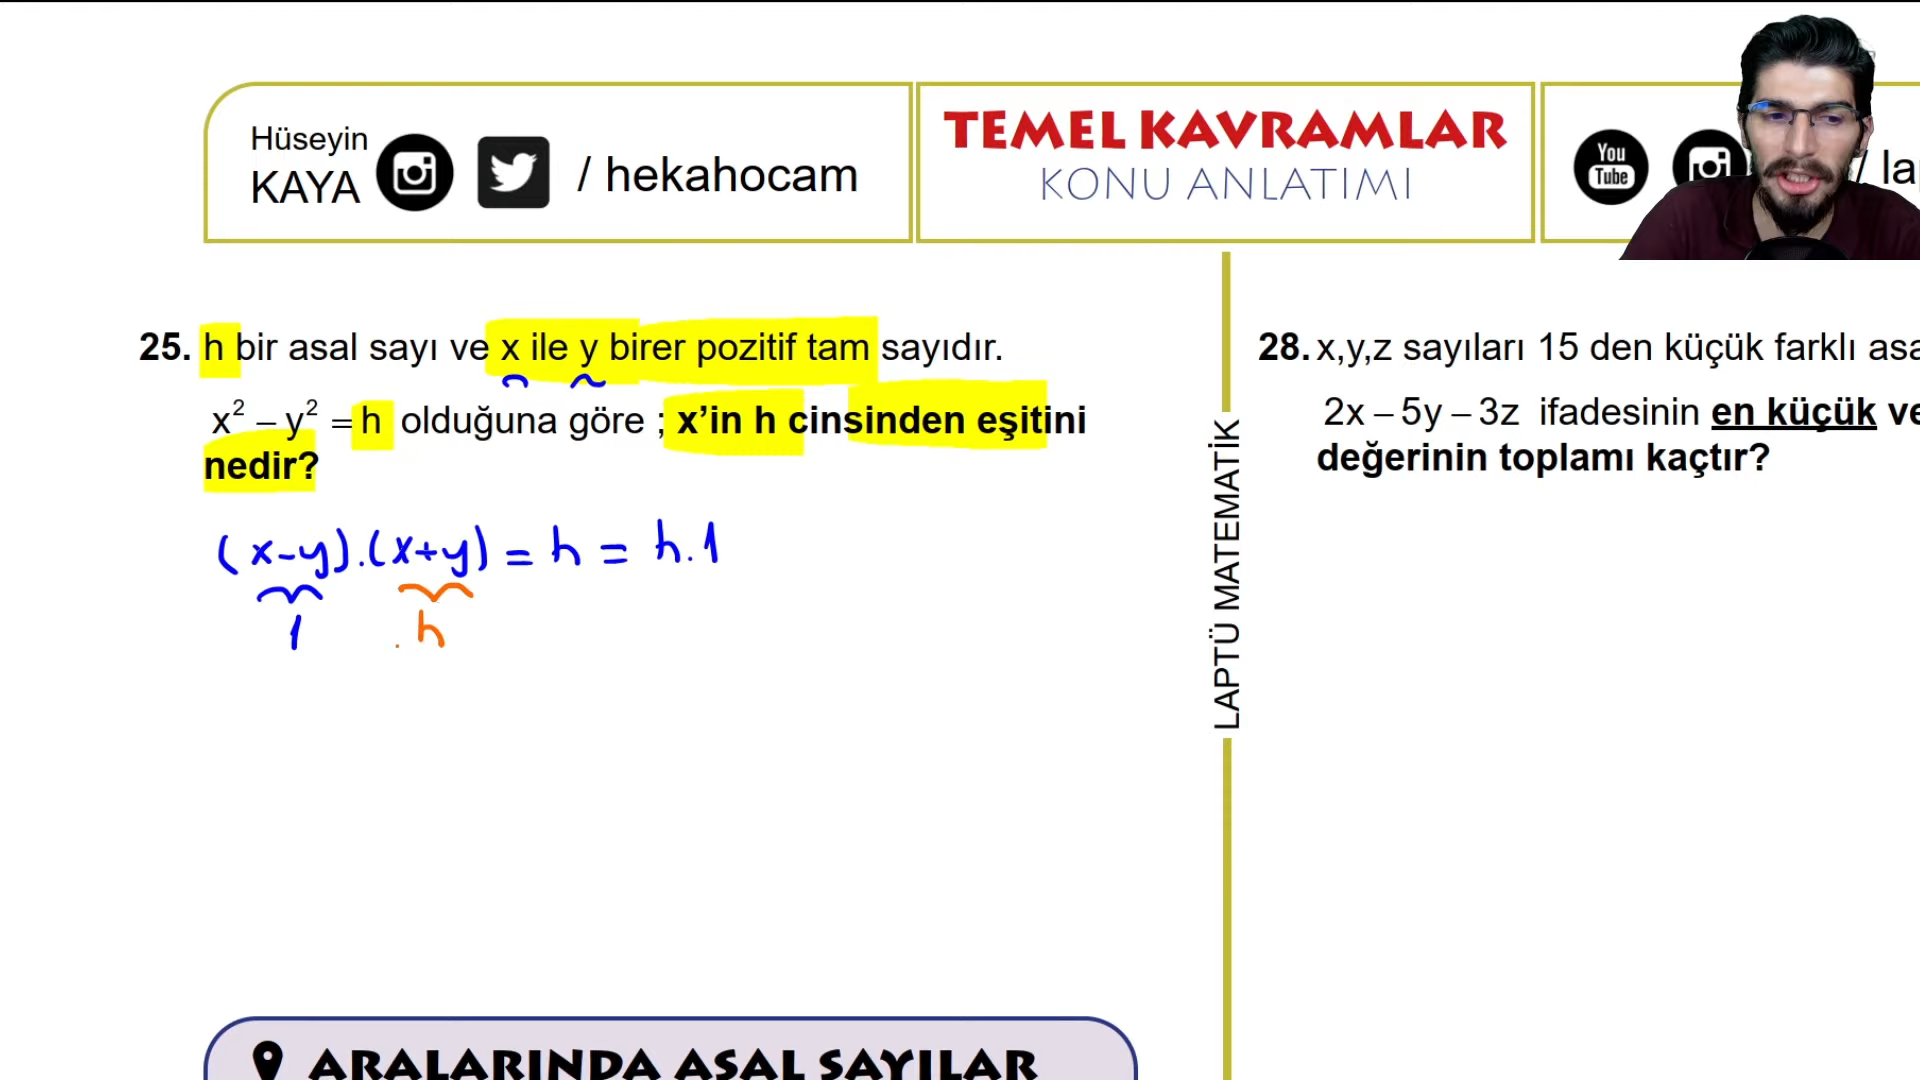 Hüseyin
KAYA
/ hekahocam
TEMEL KAVRAMLAR
KONU ANLATIMI
You
Tube
/
25. h bir asal sayı ve x ile y birer pozitif tam sayıdır.
x² – y² = h olduğuna göre ; x’in h cinsinden eşitini
nedir?
(x-y).(x+y) = h = h.1
1 h
LAPTÜ MATEMATİK
28. x,y,z sayıları 15 den küçük farklı
2x – 5y – 3z ifadesinin en küçük
değerinin toplamı kaçtır?
ARALARINDA ASAL SAYILAR